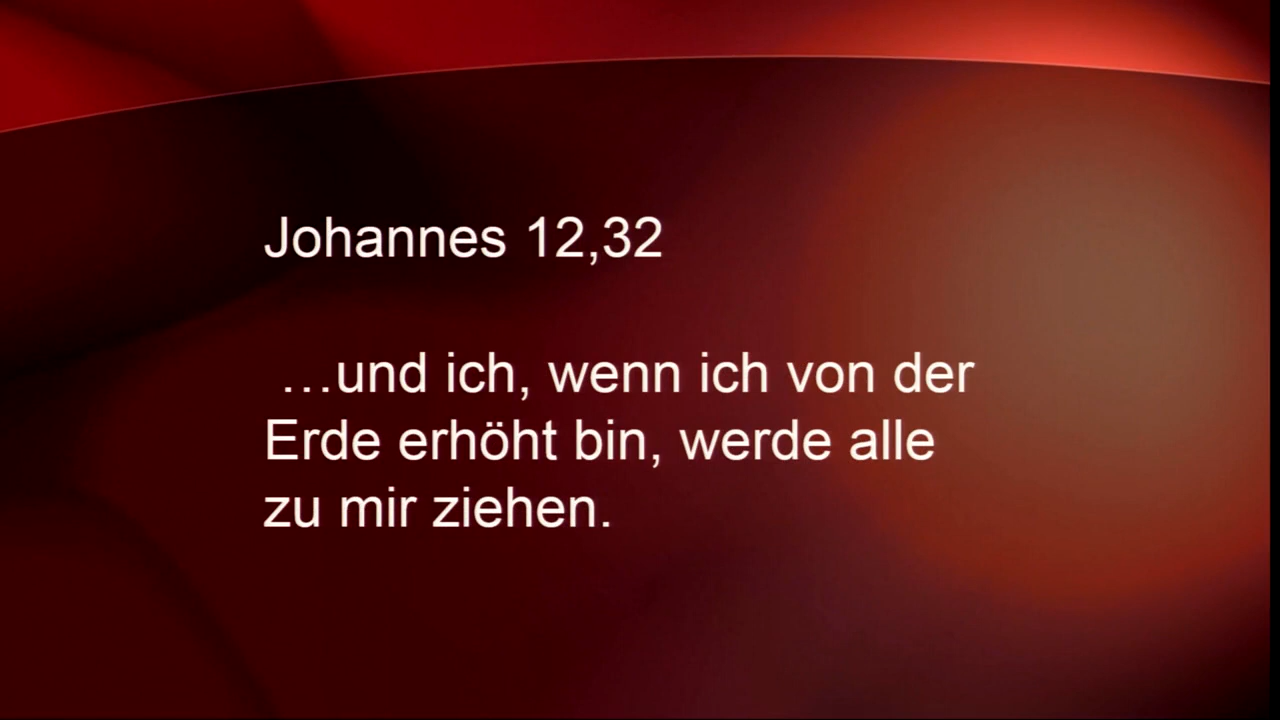 Johannes 12,32
…und ich, wenn ich von der
Erde erhöht bin, werde alle
zu mir ziehen.